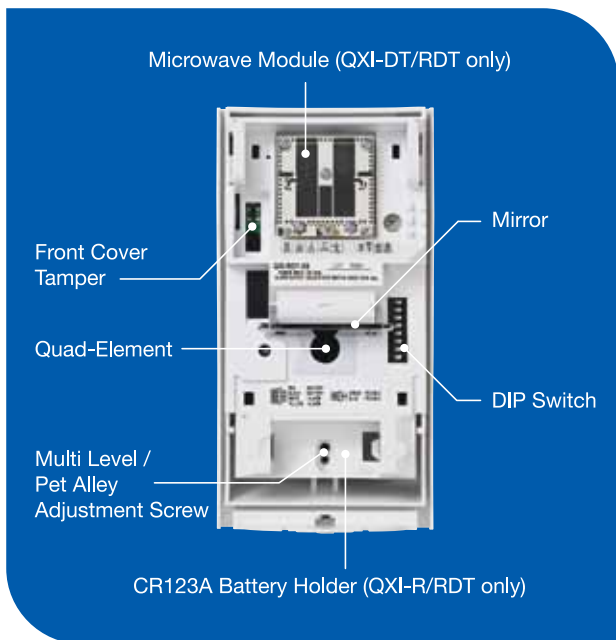 Microwave Module (QXI-DT/RDT only)
Mirror
Front Cover
Tamper
Quad-Element
DIP Switch
Multi Level /
Pet Alley
Adjustment Screw
CR123A Battery Holder (QXI-R/RDT only)